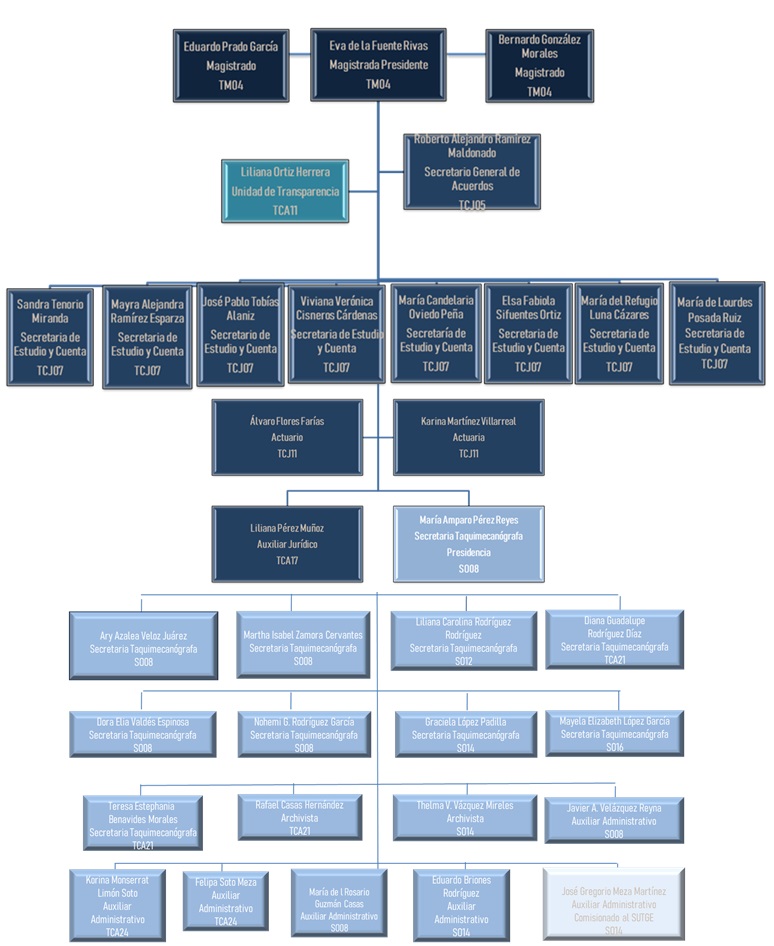 Eduardo Prado García
Magistrado
TM04
Eva de la Fuente Rivas
Magistrada Presidente
TM04
Bernardo González
Morales
Magistrado
TM04
Roberto Alejandro Ramírez
Maldonado
Secretario General de
Acuerdos
TCJ05
Liliana Ortiz Herrera
Unidad de Transparencia
TCA11
Sandra Tenorio
Miranda
Secretaria de
Estudio y Cuenta
TCJ07
Mayra Alejandra
Ramírez Esparza
Secretaria de
Estudio y Cuenta
TCJ07
José Pablo Tobías
Alaniz
Secretario de
Estudio y Cuenta
TCJ07
Viviana Verónica
Cisneros Cárdenas
Secretaria de Estudio
y Cuenta
TCJ07
María Candelaria
Oviedo Peña
Secretaría de
Estudio y Cuenta
TCJ07
Elsa Fabiola
Sifuentes Ortiz
Secretaria de
Estudio y Cuenta
TCJ07
María del Refugio
Luna Cázares
Secretaria de
Estudio y Cuenta
TCJ07
María de Lourdes
Posada Ruiz
Secretaria de
Estudio y Cuenta
TCJ07
Álvaro Flores Farías
Actuario
TCJ11
Karina Martínez Villarreal
Actuaria
TCJ11
Liliana Pérez Muñoz
Auxiliar Jurídico
TCA17
María Amparo Pérez Reyes
Secretaria Taquimecanógrafa
Presidencia
S008
Ary Azalea Veloz Juárez
Secretaria Taquimecanógrafa
S008
Martha Isabel Zamora Cervantes
Secretaria Taquimecanógrafa
S008
Liliana Carolina Rodríguez
Rodríguez
Secretaria Taquimecanógrafa
S012
Diana Guadalupe
Rodríguez Díaz
Secretaria Taquimecanógrafa
TCA21
Dora Elia Valdés Espinosa
Secretaria Taquimecanógrafa
S008
Nohemi G. Rodríguez García
Secretaria Taquimecanógrafa
S008
Graciela López Padilla
Secretaria Taquimecanógrafa
S014
Mayela Elizabeth López García
Secretaria Taquimecanógrafa
S016
Teresa Estephania
Benavides Morales
Secretaria Taquimecanógrafa
TCA21
Rafael Casas Hernández
Archivista
TCA21
Thelma V. Vázquez Mireles
Archivista
S014
Javier A. Velázquez Reyna
Auxiliar Administrativo
S008
Korina Monserrat
Limón Soto
Auxiliar
Administrativo
TCA24
Felipa Soto Meza
Auxiliar
Administrativo
TCA24
María de l Rosario
Guzmán Casas
Auxiliar Administrativo
S008
Eduardo Briones
Rodríguez
Auxiliar
Administrativo
S014
José Gregorio Meza Martínez
Auxiliar Administrativo
Comisionado al SUTGE
S014